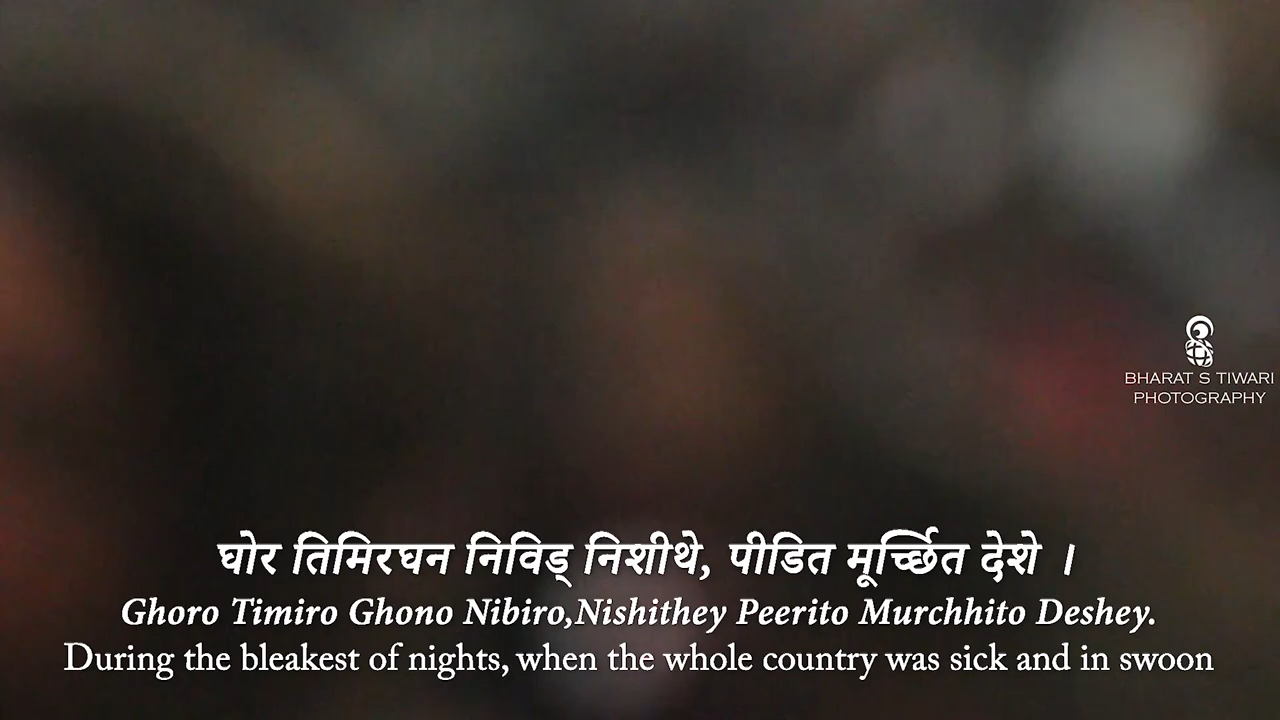 BHARAT S TIWARI
PHOTOGRAPHY
घोर तिमिरघन निविड् निशीथे, पीडित मूर्च्छित देशे ।
Ghoro Timiro Ghono Nibiro,Nishithey Peerito Murchhito Deshey.
During the bleakest of nights, when the whole country was sick and in swoon